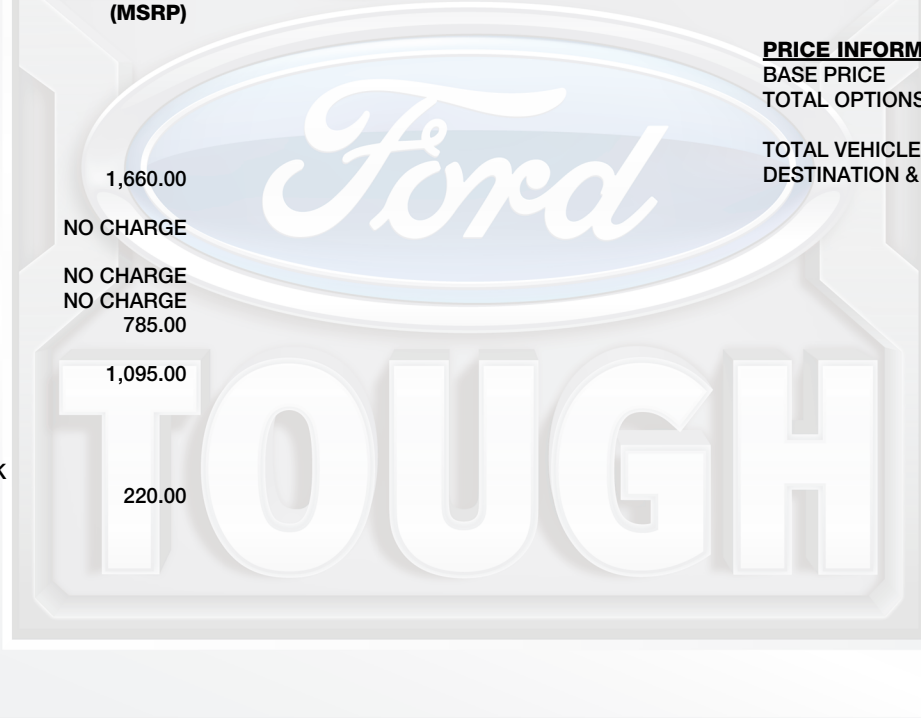 (MSRP)
1,660.00
NO CHARGE
NO CHARGE
NO CHARGE
785.00
1,095.00
K
220.00
PRICE INFORM
BASE PRICE
TOTAL OPTIONS
TOTAL VEHICLE
DESTINATION &
Ford
TOUGH